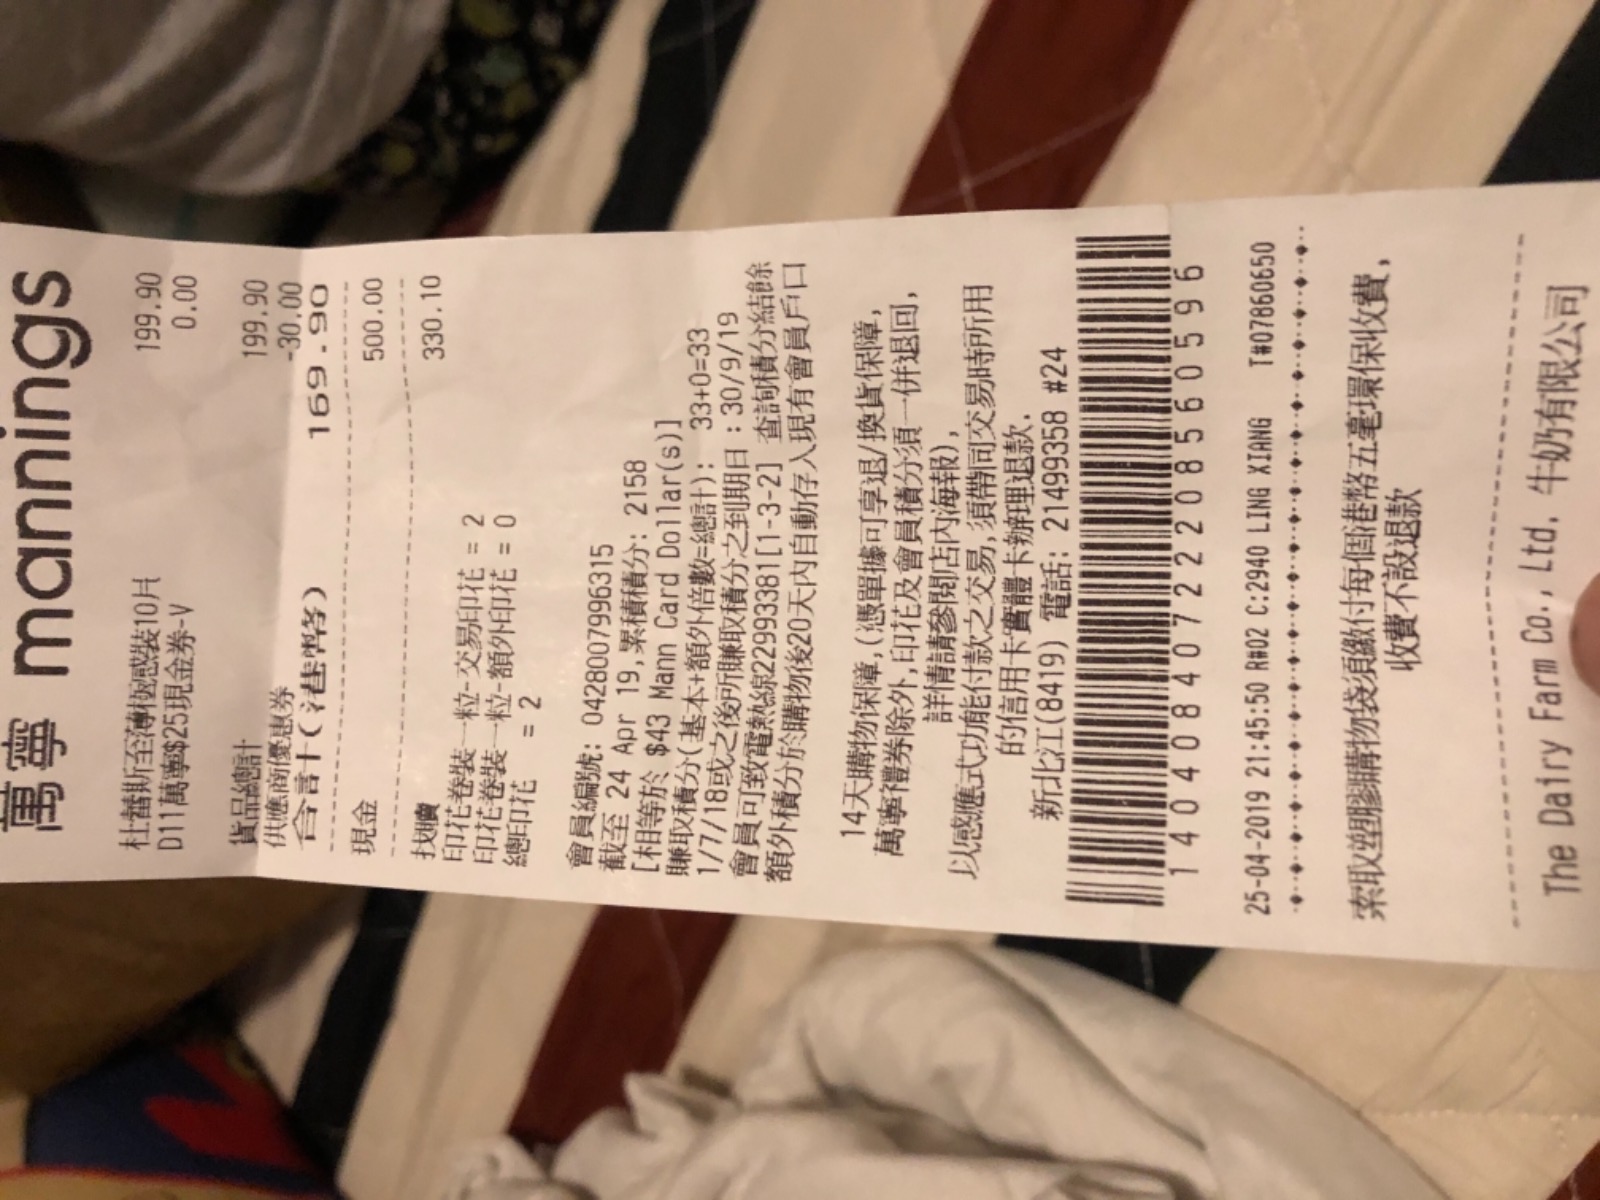 萬寧 mannings
杜蕾斯至薄極感裝10片 199.90
D11萬寧$25現金券-V 0.00
貨品總計 199.90
供應商優惠券 -30.00
合計(港幣) 169.90
現金 500.00
找贖 330.10
印花卷裝一粒-交易印花 = 2
印花卷裝一粒-額外印花 = 0
總印花 = 2
會員編號: 0428007996315
截至 24 Apr 19,累積積分: 2158
[相等於 $43 Mann Card Dollar(s)]
賺取積分(基本+額外倍數=總計): 33+0=33
1/7/18或之後所賺取積分之到期日：30/9/19
會員可致電熱線22993381[1-3-2] 查詢積分結餘
額外積分於購物後20天內自動存入現有會員戶口
14天購物保障,(憑單據可享退/換貨保障,
萬寧禮券除外,印花及會員積分須一併退回,
詳情請參閱店內海報),
以感應式功能付款之交易,須帶同交易時所用
的信用卡實體卡辦理退款.
新北江(8419) 電話: 21499358 #24
14040840722208560596
25-04-2019 21:45:50 R#02 C:2940 LING XIANG T#07860650
索取塑膠購物袋須繳付每個港幣五毫環保收費,
收費不設退款
The Dairy Farm Co., Ltd. 牛奶有限公司